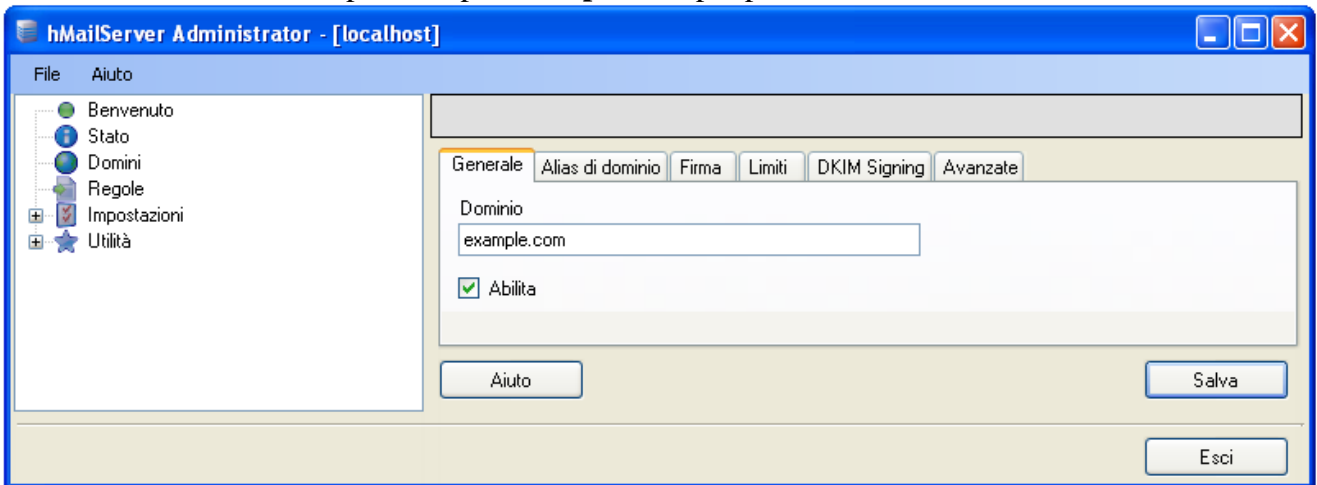 hMailServer Administrator - [localhost]
File Aiuto
Benvenuto
Stato
Domini
Regole
Impostazioni
Utilità
Generale Alias di dominio Firma Limiti DKIM Signing Avanzate
Dominio
example.com
Abilita
Aiuto Salva
Esci